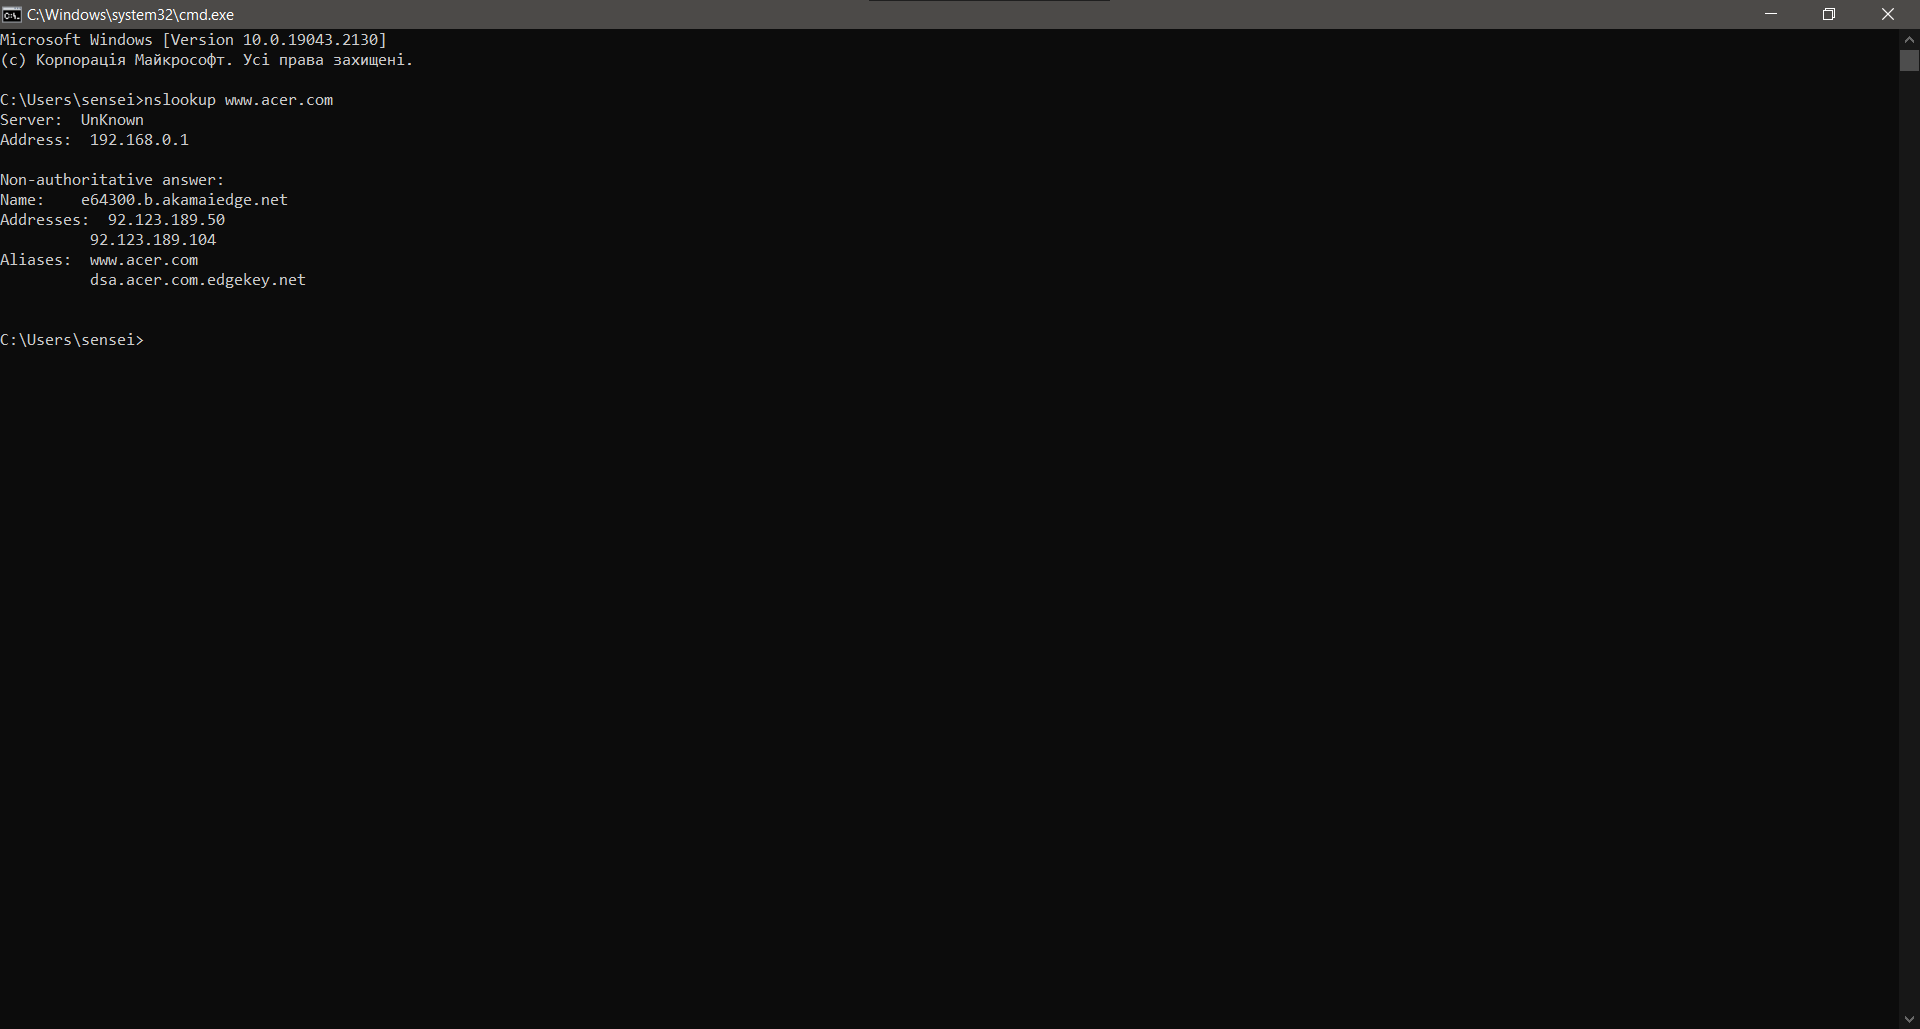 C:\Windows\system32\cmd.exe
Microsoft Windows [Version 10.0.19043.2130]
(c) Корпорація Майкрософт. Усі права захищені.
C:\Users\sensei>nslookup www.acer.com
Server:  UnKnown
Address:  192.168.0.1
Non-authoritative answer:
Name:    e64300.b.akamaiedge.net
Addresses:  92.123.189.50
          92.123.189.104
Aliases:  www.acer.com
          dsa.acer.com.edgekey.net
C:\Users\sensei>